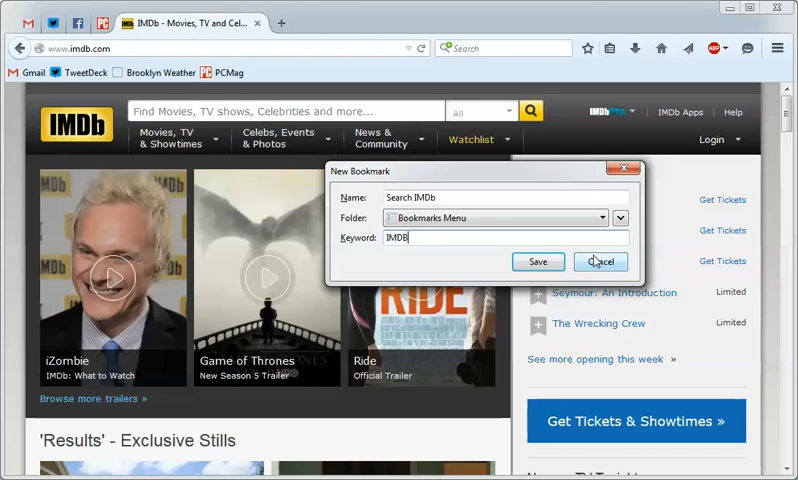 IMDb - Movies, TV and Cel...
www.imdb.com
Search
Gmail
TweetDeck
Brooklyn Weather
PCMag
IMDb
Find Movies, TV shows, Celebrities and more...
All
IMDbPro
IMDb Apps
Help
Movies, TV
& Showtimes
Celebs, Events
& Photos
News &
Community
Watchlist
Login
New Bookmark
Name: Search IMDb
Folder: Bookmarks Menu
Keyword: IMDB
Save
Cancel
Get Tickets
Get Tickets
Get Tickets
Seymour: An Introduction Limited
The Wrecking Crew Limited
See more opening this week »
RIDE
iZombie
IMDb: What to Watch
Game of Thrones
New Season 5 Trailer
Ride
Official Trailer
Browse more trailers »
Get Tickets & Showtimes »
'Results' - Exclusive Stills